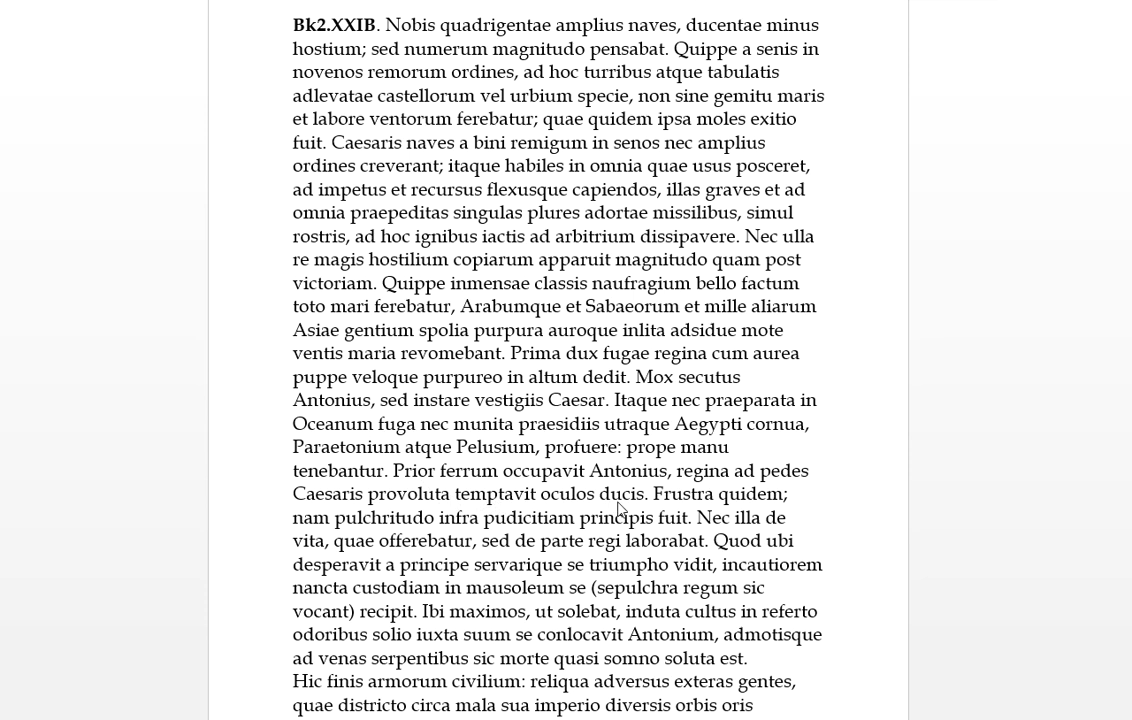 Bk2.XXIB. Nobis quadrigentae amplius naves, ducentae minus
hostium; sed numerum magnitudo pensabat. Quippe a senis in
novenos remorum ordines, ad hoc turribus atque tabulatis
adlevatae castellorum vel urbium specie, non sine gemitu maris
et labore ventorum ferebatur; quae quidem ipsa moles exitio
fuit. Caesaris naves a bini remigum in senos nec amplius
ordines creverant; itaque habiles in omnia quae usus posceret,
ad impetus et recursus flexusque capiendos, illas graves et ad
omnia praepeditas singulas plures adortae missilibus, simul
rostris, ad hoc ignibus iactis ad arbitrium dissipavere. Nec ulla
re magis hostilium copiarum apparuit magnitudo quam post
victoriam. Quippe inmensae classis naufragium bello factum
toto mari ferebatur, Arabumque et Sabaeorum et mille aliarum
Asiae gentium spolia purpura auroque inlita adsidue mote
ventis maria revomebant. Prima dux fugae regina cum aurea
puppe veloque purpureo in altum dedit. Mox secutus
Antonius, sed instare vestigiis Caesar. Itaque nec praeparata in
Oceanum fuga nec munita praesidiis utraque Aegypti cornua,
Paraetonium atque Pelusium, profuere: prope manu
tenebantur. Prior ferrum occupavit Antonius, regina ad pedes
Caesaris provoluta temptavit oculos ducis. Frustra quidem;
nam pulchritudo infra pudicitiam principis fuit. Nec illa de
vita, quae offerebatur, sed de parte regi laborabat. Quod ubi
desperavit a principe servarique se triumpho vidit, incautiorem
nancta custodiam in mausoleum se (sepulchra regum sic
vocant) recipit. Ibi maximos, ut solebat, induta cultus in referto
odoribus solio iuxta suum se conlocavit Antonium, admotisque
ad venas serpentibus sic morte quasi somno soluta est.
Hic finis armorum civilium: reliqua adversus exteras gentes,
quae districto circa mala sua imperio diversis orbis oris